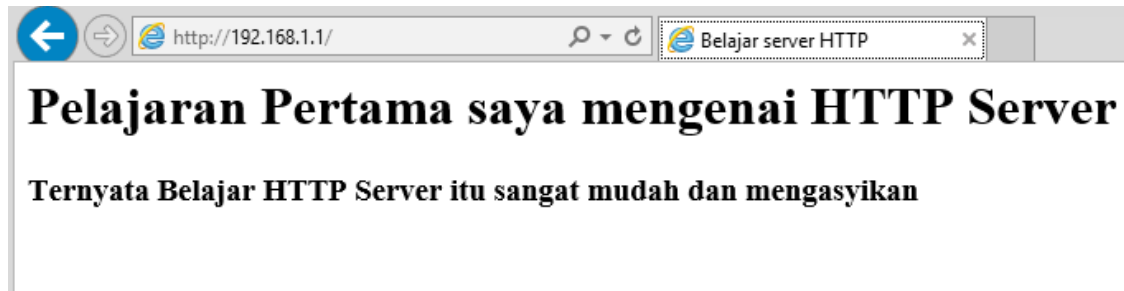 http://192.168.1.1/
Belajar server HTTP
Pelajaran Pertama saya mengenai HTTP Server
Ternyata Belajar HTTP Server itu sangat mudah dan mengasyikan